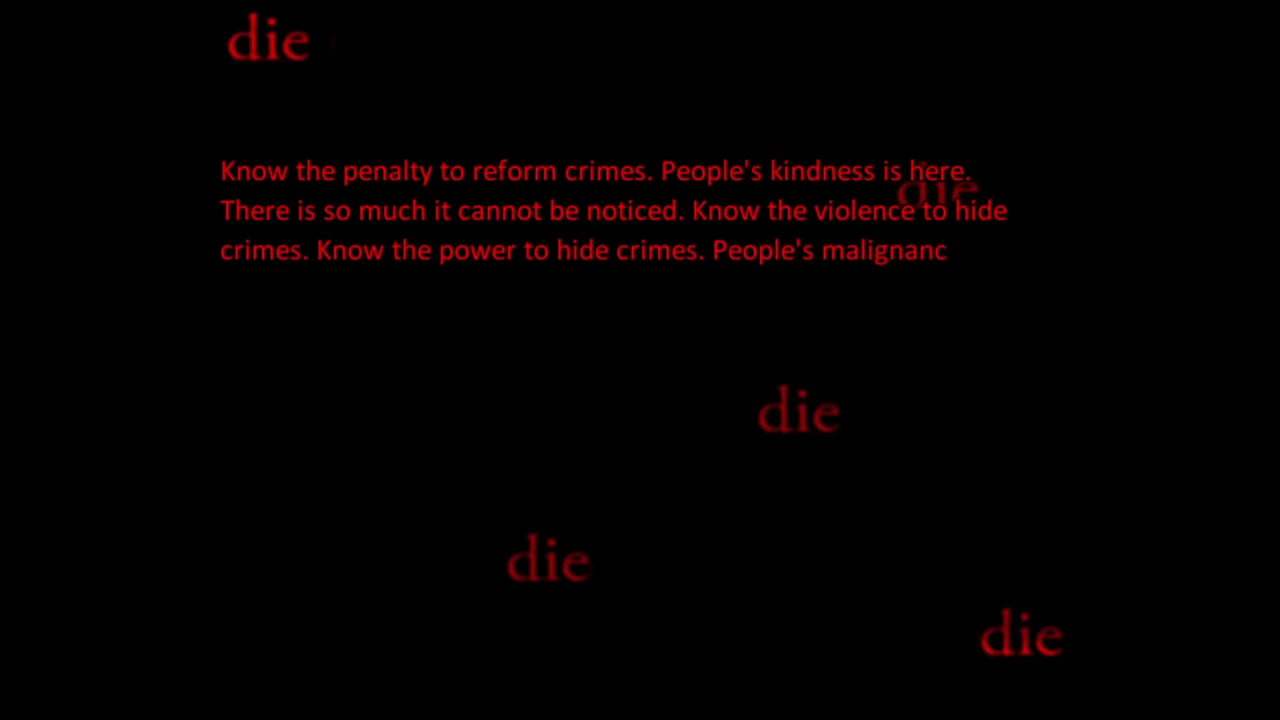 die
Know the penalty to reform crimes. People's kindness is here.
die
There is so much it cannot be noticed. Know the violence to hide
crimes. Know the power to hide crimes. People's malignanc
die
die
die